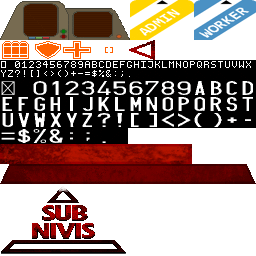 ADMIN
WORKER
0123456789ABCDEFGHIJKLMNOPQRSTUVWX
YZ?![]<>()+-=$%&:;.
0123456789ABCD
EFGHIJKLMNOPQRST
UVWXYZ?![]<>()+-
=$%&:;.
SUB
NIVIS